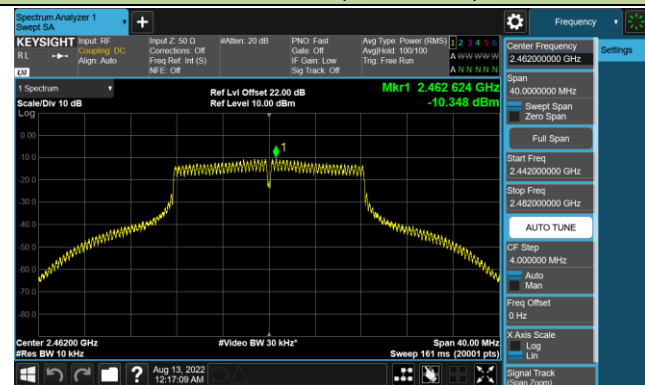 Spectrum Analyzer 1
Swept SA
Frequency
KEYSIGHT
RL
LXI
Input: RF
Coupling: DC
Align: Auto
Input Z: 50 Ω
Corrections: Off
Freq Ref: Int (S)
NFE: Off
#Atten: 20 dB
PNO: Fast
Gate: Off
IF Gain: Low
Sig Track: Off
Avg Type: Power (RMS)
Avg|Hold: 100/100
Trig: Free Run
1 2 3 4 5 6
A W W W W W
A N N N N N
1 Spectrum
Scale/Div 10 dB
Log
Ref Lvl Offset 22.00 dB
Ref Level 10.00 dBm
Mkr1 2.462 624 GHz
-10.348 dBm
1
0.00
-10.0
-20.0
-30.0
-40.0
-50.0
-60.0
-70.0
-80.0
Center 2.46200 GHz
#Res BW 10 kHz
#Video BW 30 kHz*
Span 40.00 MHz
Sweep 161 ms (20001 pts)
Center Frequency
2.462000000 GHz
Settings
Span
40.0000000 MHz
Swept Span
Zero Span
Full Span
Start Freq
2.442000000 GHz
Stop Freq
2.482000000 GHz
AUTO TUNE
CF Step
4.000000 MHz
Auto
Man
Freq Offset
0 Hz
X Axis Scale
Log
Lin
Signal Track
(Span Zoom)
?
Aug 13, 2022
12:17:09 AM